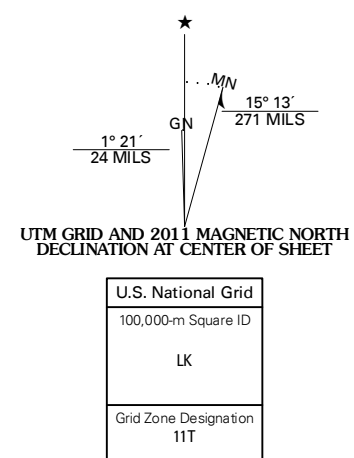 ★
MN
15° 13´
271 MILS
GN
1° 21´
24 MILS
UTM GRID AND 2011 MAGNETIC NORTH
DECLINATION AT CENTER OF SHEET
U.S. National Grid
100,000-m Square ID
LK
Grid Zone Designation
11T